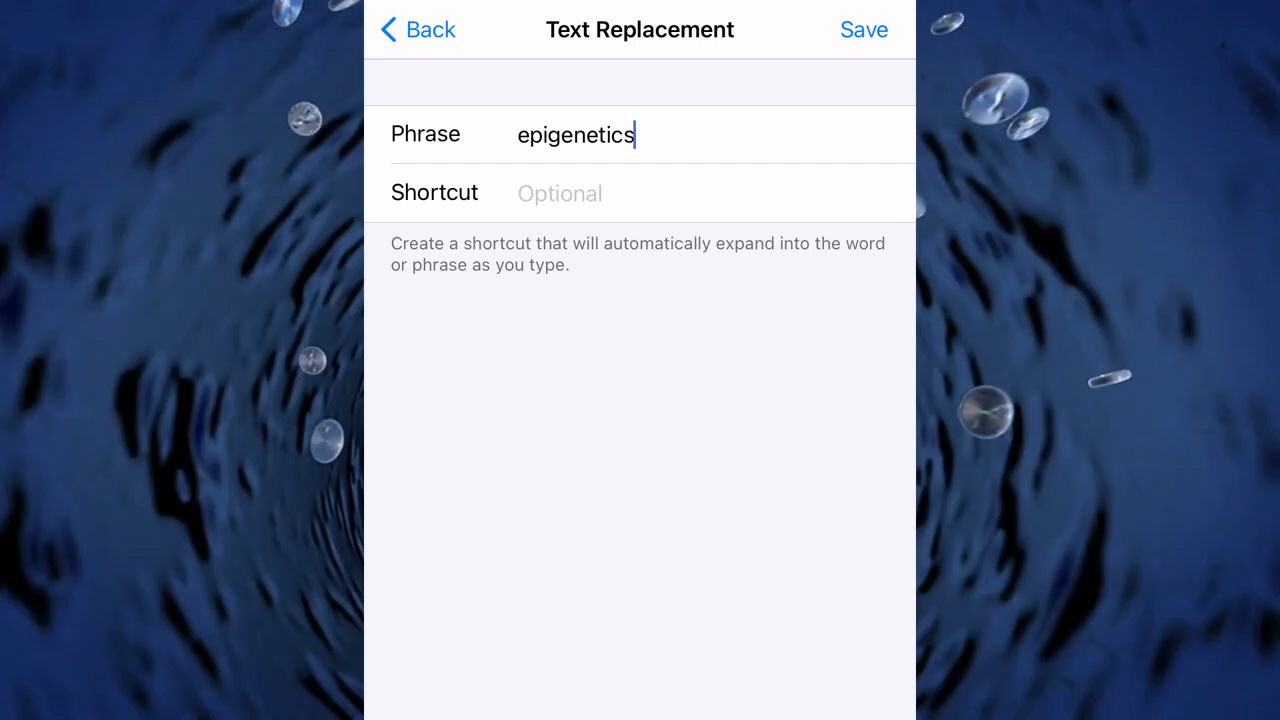 Back Text Replacement Save
Phrase epigenetics
Shortcut Optional
Create a shortcut that will automatically expand into the word
or phrase as you type.